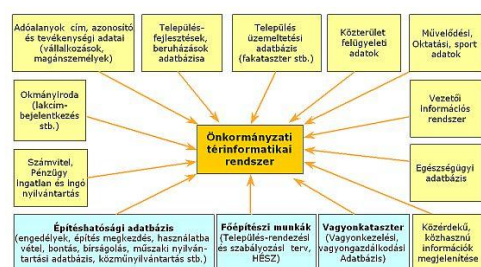 Adóalanyok cím, azonosító
és tevékenységi adatai
(vállalkozások,
magánszemélyek)
Település-
fejlesztések,
beruházások
adatbázisa
Település
üzemeltetési
adatbázis
(fakataszter stb.)
Közterület
felügyeleti
adatok
Művelődési,
Oktatási, sport
adatok
Okmányiroda
(lakcím-
bejelentkezés
stb.)
Önkormányzati
térinformatikai
rendszer
Vezetői
Információs
rendszer
Számvitel,
Pénzügy
Ingatlan és ingó
nyilvántartás
Egészségügyi
adatbázis
Építéshatósági adatbázis
(engedélyek, építés megkezdés, használatba
vétel, bontás, bírságolás, műszaki nyilván-
tartási adatbázis, közműnyilvántartás stb.)
Főépítészi munkák
(Település-rendezési
és szabályozási terv,
HÉSZ)
Vagyonkataszter
(Vagyonkezelési,
vagyongazdálkodási
Adatbázis)
Közérdekű,
közhasznú
információk
megjelenítése